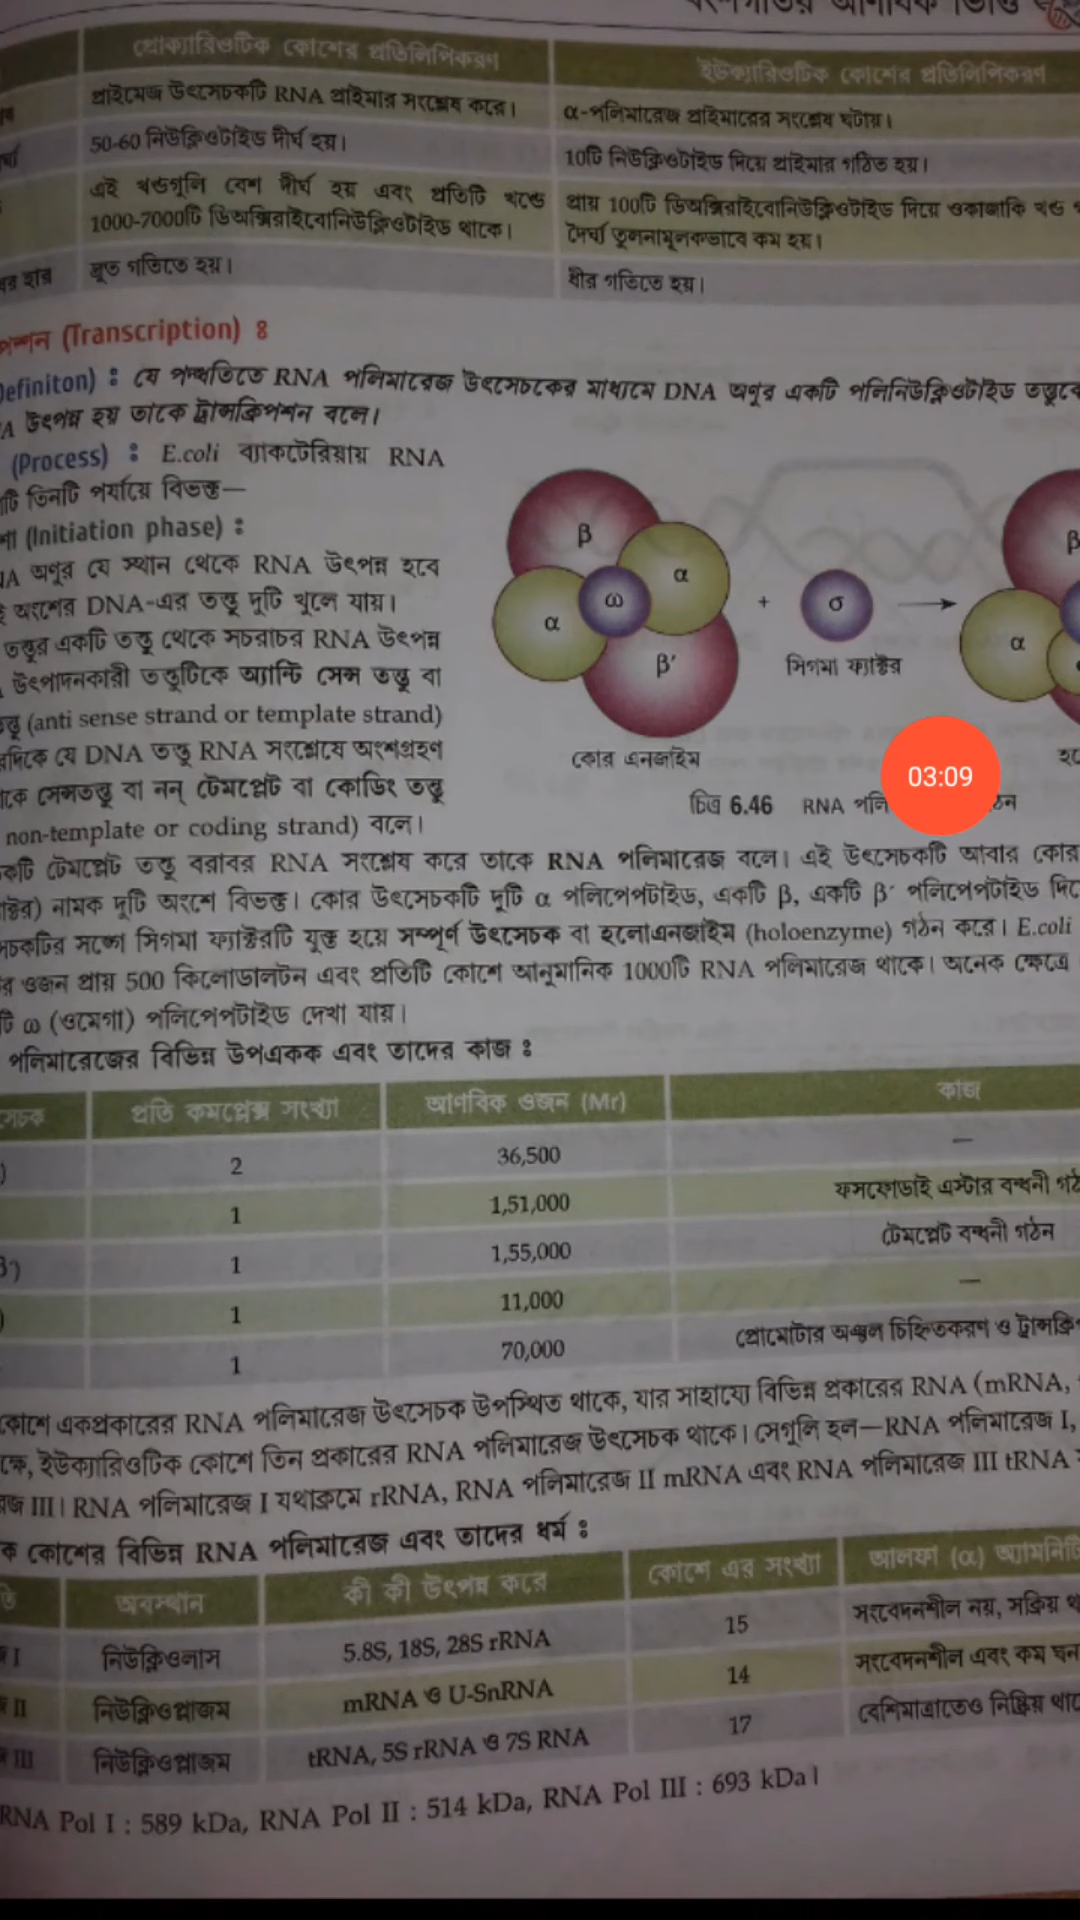 প্রোক্যারিওটিক কোশের প্রতিলিপিকরণ
ইউক্যারিওটিক কোশের প্রতিলিপিকরণ
প্রাইমেজ উৎসেচকটি RNA প্রাইমার সংশ্লেষ করে।
α-পলিমারেজ প্রাইমারের সংশ্লেষ ঘটায়।
50-60 নিউক্লিওটাইড দীর্ঘ হয়।
10টি নিউক্লিওটাইড দিয়ে প্রাইমার গঠিত হয়।
এই খণ্ডগুলি বেশ দীর্ঘ হয় এবং প্রতিটি খণ্ডে
1000-7000টি ডিঅক্সিরাইবোনিউক্লিওটাইড থাকে।
প্রায় 100টি ডিঅক্সিরাইবোনিউক্লিওটাইড দিয়ে ওকাজাকি খণ্ড
দৈর্ঘ্য তুলনামূলকভাবে কম হয়।
হার
দ্রুত গতিতে হয়।
ধীর গতিতে হয়।
(Transcription) ঃ
Definiton) : যে পদ্ধতিতে RNA পলিমারেজ উৎসেচকের মাধ্যমে DNA অণুর একটি পলিনিউক্লিওটাইড তন্তুকে
A উৎপন্ন হয় তাকে ট্রান্সক্রিপশন বলে।
(Process) : E.coli ব্যাকটেরিয়ায় RNA
টি তিনটি পর্যায়ে বিভক্ত—
(Initiation phase) :
অণুর যে স্থান থেকে RNA উৎপন্ন হবে
অংশের DNA-এর তন্তু দুটি খুলে যায়।
তন্তুর একটি তন্তু থেকে সচরাচর RNA উৎপন্ন
উৎপাদনকারী তন্তুটিকে অ্যান্টি সেন্স তন্তু বা
(anti sense strand or template strand)
যে DNA তন্তু RNA সংশ্লেষে অংশগ্রহণ
সেন্সতন্তু বা নন্ টেমপ্লেট বা কোডিং তন্তু
non-template or coding strand) বলে।
β
α
ω
α
β′
+
σ
সিগমা ফ্যাক্টর
β
α
কোর এনজাইম
03:09
চিত্র 6.46 RNA
কটি টেমপ্লেট তন্তু বরাবর RNA সংশ্লেষ করে তাকে RNA পলিমারেজ বলে। এই উৎসেচকটি আবার কোর
নামক দুটি অংশে বিভক্ত। কোর উৎসেচকটি দুটি α পলিপেপটাইড, একটি β, একটি β′ পলিপেপটাইড
সঙ্গে সিগমা ফ্যাক্টরটি যুক্ত হয়ে সম্পূর্ণ উৎসেচক বা হলোএনজাইম (holoenzyme) গঠন করে। E.coli
র ওজন প্রায় 500 কিলোডালটন এবং প্রতিটি কোশে আনুমানিক 1000টি RNA পলিমারেজ থাকে। অনেক ক্ষেত্রে
টি ω (ওমেগা) পলিপেপটাইড দেখা যায়।
পলিমারেজের বিভিন্ন উপএকক এবং তাদের কাজ ঃ
প্রতি কমপ্লেক্স সংখ্যা
আণবিক ওজন (Mr)
কাজ
2
36,500
—
1
1,51,000
ফসফোডাই এস্টার বন্ধনী
1
1,55,000
টেমপ্লেট বন্ধনী গঠন
1
11,000
—
1
70,000
প্রোমোটার অঞ্চল চিহ্নিতকরণ ও
কোশে একপ্রকারের RNA পলিমারেজ উৎসেচক উপস্থিত থাকে, যার সাহায্যে বিভিন্ন প্রকারের RNA (mRNA,
ইউক্যারিওটিক কোশে তিন প্রকারের RNA পলিমারেজ উৎসেচক থাকে। সেগুলি হল—RNA পলিমারেজ I,
III। RNA পলিমারেজ I যথাক্রমে rRNA, RNA পলিমারেজ II mRNA এবং RNA পলিমারেজ III tRNA
ক কোশের বিভিন্ন RNA পলিমারেজ এবং তাদের ধর্ম ঃ
অবস্থান
কী কী উৎপন্ন করে
কোশে এর সংখ্যা
আলফা (α)
I
নিউক্লিওলাস
5.8S, 18S, 28S rRNA
15
সংবেদনশীল নয়, সক্রিয়
II
নিউক্লিওপ্লাজম
mRNA ও U-SnRNA
14
সংবেদনশীল এবং কম
III
নিউক্লিওপ্লাজম
tRNA, 5S rRNA ও 7S RNA
17
বেশিমাত্রাতেও নিষ্ক্রিয়
RNA Pol I : 589 kDa, RNA Pol II : 514 kDa, RNA Pol III : 693 kDa।